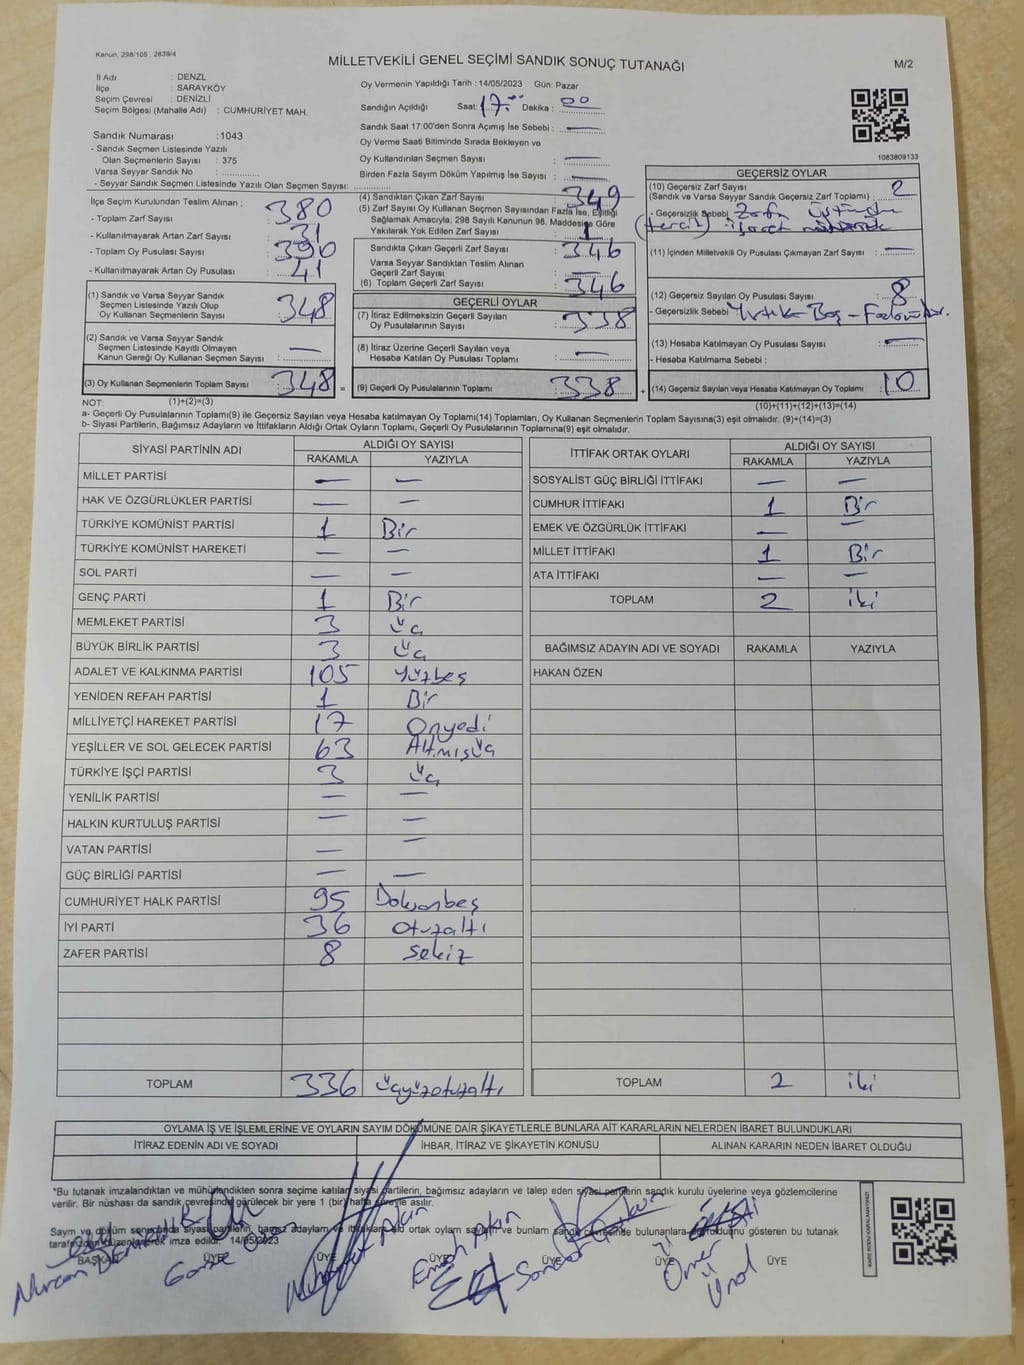 Kanun: 298/105 . 2839/4
MİLLETVEKİLİ GENEL SEÇİMİ SANDIK SONUÇ TUTANAĞI
M/2
İl Adı : DENZL
İlçe : SARAYKÖY
Seçim Çevresi : DENİZLİ
Seçim Bölgesi (Mahalle Adı) : CUMHURİYET MAH.
Sandık Numarası :1043
- Sandık Seçmen Listesinde Yazılı
Olan Seçmenlerin Sayısı : 375
Varsa Seyyar Sandık No :
- Seyyar Sandık Seçmen Listesinde Yazılı Olan Seçmen Sayısı:
Oy Vermenin Yapıldığı Tarih : 14/05/2023 Gün: Pazar
Sandığın Açıldığı Saat: 17:00 Dakika : 00
Sandık Saat 17:00'den Sonra Açımış İse Sebebi : —
Oy Verme Saati Bitiminde Sırada Bekleyen ve
Oy Kullandırılan Seçmen Sayısı : —
Birden Fazla Sayım Döküm Yapılmış İse Sayısı : —
1083809133
İlçe Seçim Kurulundan Teslim Alınan ;
- Toplam Zarf Sayısı : 380
- Kullanılmayarak Artan Zarf Sayısı : 31
- Toplam Oy Pusulası Sayısı : 390
- Kullanılmayarak Artan Oy Pusulası : 41
(1) Sandık ve Varsa Seyyar Sandık
Seçmen Listesinde Yazılı Olup
Oy Kullanan Seçmenlerin Sayısı : 348
(2) Sandık ve Varsa Seyyar Sandık
Seçmen Listesinde Kayıtlı Olmayan
Kanun Gereği Oy Kullanan Seçmen Sayısı : —
(3) Oy Kullanan Seçmenlerin Toplam Sayısı : 348 =
(4) Sandıktan Çıkan Zarf Sayısı : 349
(5) Zarf Sayısı Oy Kullanan Seçmen Sayısından Fazla İse, Eşitliği
Sağlamak Amacıyla; 298 Sayılı Kanunun 98. Maddesine Göre
Yakılarak Yok Edilen Zarf Sayısı : 1
Sandıkta Çıkan Geçerli Zarf Sayısı : 346
Varsa Seyyar Sandıktan Teslim Alınan
Geçerli Zarf Sayısı :
(6) Toplam Geçerli Zarf Sayısı : 346
GEÇERLİ OYLAR
(7) İtiraz Edilmeksizin Geçerli Sayılan
Oy Pusulalarının Sayısı : 338
(8) İtiraz Üzerine Geçerli Sayılan veya
Hesaba Katılan Oy Pusulası Toplamı : —
(9) Geçerli Oy Pusulalarının Toplamı : 338 +
GEÇERSİZ OYLAR
(10) Geçersiz Zarf Sayısı
(Sandık ve Varsa Seyyar Sandık Geçersiz Zarf Toplamı) : 2
- Geçersizlik Sebebi : Zarfın Üstünde
(tercih) işaret
(11) İçinden Milletvekili Oy Pusulası Çıkmayan Zarf Sayısı : —
(12) Geçersiz Sayılan Oy Pusulası Sayısı : 8
- Geçersizlik Sebebi : Boş-
(13) Hesaba Katılmayan Oy Pusulası Sayısı : —
- Hesaba Katılmama Sebebi :
(14) Geçersiz Sayılan veya Hesaba Katılmayan Oy Toplamı : 10
NOT: (1)+(2)=(3) (10)+(11)+(12)+(13)=(14)
a- Geçerli Oy Pusulalarının Toplamı(9) ile Geçersiz Sayılan veya Hesaba katılmayan Oy Toplamı(14) Toplamları, Oy Kullanan Seçmenlerin Toplam Sayısına(3) eşit olmalıdır. (9)+(14)=(3)
b- Siyasi Partilerin, Bağımsız Adayların ve İttifakların Aldığı Ortak Oyların Toplamı, Geçerli Oy Pusulalarının Toplamına(9) eşit olmalıdır.
SİYASİ PARTİNİN ADI ALDIĞI OY SAYISI
RAKAMLA YAZIYLA
MİLLET PARTİSİ — —
HAK VE ÖZGÜRLÜKLER PARTİSİ — —
TÜRKİYE KOMÜNİST PARTİSİ 1 Bir
TÜRKİYE KOMÜNİST HAREKETİ — —
SOL PARTİ — —
GENÇ PARTİ 1 Bir
MEMLEKET PARTİSİ 3 Üç
BÜYÜK BİRLİK PARTİSİ 3 Üç
ADALET VE KALKINMA PARTİSİ 105 Yüzbeş
YENİDEN REFAH PARTİSİ 1 Bir
MİLLİYETÇİ HAREKET PARTİSİ 17 Onyedi
YEŞİLLER VE SOL GELECEK PARTİSİ 63 Altmışüç
TÜRKİYE İŞÇİ PARTİSİ 3 Üç
YENİLİK PARTİSİ — —
HALKIN KURTULUŞ PARTİSİ — —
VATAN PARTİSİ — —
GÜÇ BİRLİĞİ PARTİSİ — —
CUMHURİYET HALK PARTİSİ 95 Doksanbeş
İYİ PARTİ 36 Otuzaltı
ZAFER PARTİSİ 8 Sekiz
TOPLAM 336 Üçyüzotuzaltı
İTTİFAK ORTAK OYLARI ALDIĞI OY SAYISI
RAKAMLA YAZIYLA
SOSYALİST GÜÇ BİRLİĞİ İTTİFAKI — —
CUMHUR İTTİFAKI 1 Bir
EMEK VE ÖZGÜRLÜK İTTİFAKI — —
MİLLET İTTİFAKI 1 Bir
ATA İTTİFAKI — —
TOPLAM 2 iki
BAĞIMSIZ ADAYIN ADI VE SOYADI RAKAMLA YAZIYLA
HAKAN ÖZEN
TOPLAM 2 iki
OYLAMA İŞ VE İŞLEMLERİNE VE OYLARIN SAYIM DÖKÜMÜNE DAİR ŞİKAYETLERLE BUNLARA AİT KARARLARIN NELERDEN İBARET BULUNDUKLARI
İTİRAZ EDENİN ADI VE SOYADI İHBAR, İTİRAZ VE ŞİKAYETİN KONUSU ALINAN KARARIN NEDEN İBARET OLDUĞU
*Bu tutanak imzalandıktan ve mühürlendikten sonra seçime katılan siyasi partilerin, bağımsız adayların ve talep eden siyasi partilerin sandık kurulu üyelerine veya gözlemcilerine
verilir. Bir nüshası da sandık çevresinde görülecek bir yere 1 (bir) hafta süreyle asılır.
Sayım ve döküm sonucunda siyasi partilerin, bağımsız adayların ve ittifakların ortak oyların sayıların bulunanlara gösteren bu tutanak
tarafımızdan düzenlenerek imza edildi. 14/05/2023
BAŞKAN ÜYE ÜYE ÜYE ÜYE ÜYE
Nurcan
Gamze
Emrah Akın
Ömer
Ünal